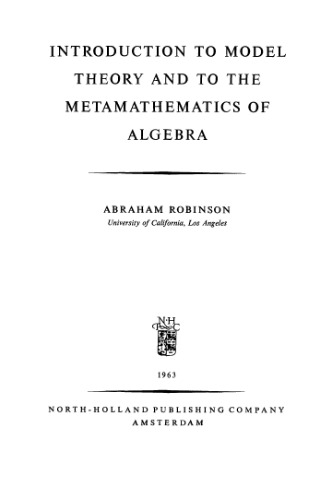 INTRODUCTION TO MODEL
THEORY AND TO THE
METAMATHEMATICS OF
ALGEBRA
ABRAHAM ROBINSON
University of California, Los Angeles
N·H
P C
1963
NORTH-HOLLAND PUBLISHING COMPANY
AMSTERDAM